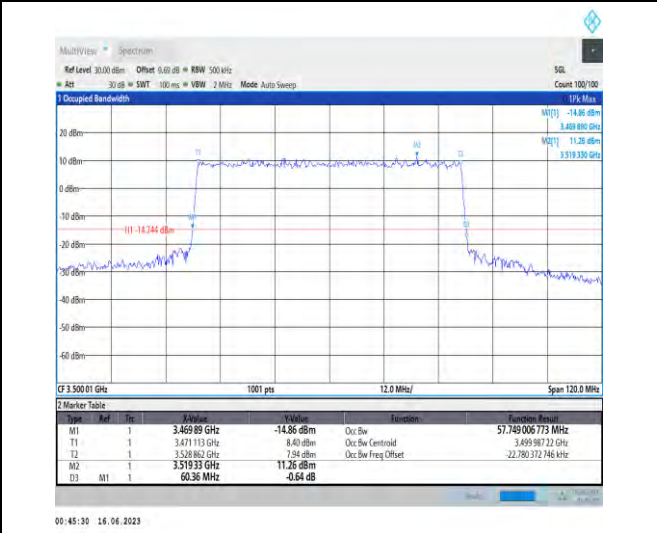 MultiView Spectrum
Ref Level 30.00 dBm Offset 9.69 dB RBW 500 kHz SGL
Att 30 dB SWT 100 ms VBW 2 MHz Mode Auto Sweep Count 100/100
1 Occupied Bandwidth 1Pk Max
M1[1] -14.86 dBm
3.469 890 GHz
M2[1] 11.26 dBm
3.519 330 GHz
20 dBm
M2
T1
10 dBm
0 dBm
-10 dBm
M1
H1 -14.744 dBm
-20 dBm
-30 dBm
-40 dBm
-50 dBm
-60 dBm
CF 3.500 01 GHz 1001 pts 12.0 MHz/ Span 120.0 MHz
2 Marker Table
Type Ref Trc X-Value Y-Value Function Function Result
M1 1 3.469 89 GHz -14.86 dBm Occ Bw 57.749 006 773 MHz
T1 1 3.471 113 GHz 8.40 dBm Occ Bw Centroid 3.499 987 22 GHz
T2 1 3.528 862 GHz 7.94 dBm Occ Bw Freq Offset -22.780 372 746 kHz
M2 1 3.519 33 GHz 11.26 dBm
D3 M1 1 60.36 MHz -0.64 dB
00:45:30 16.06.2023